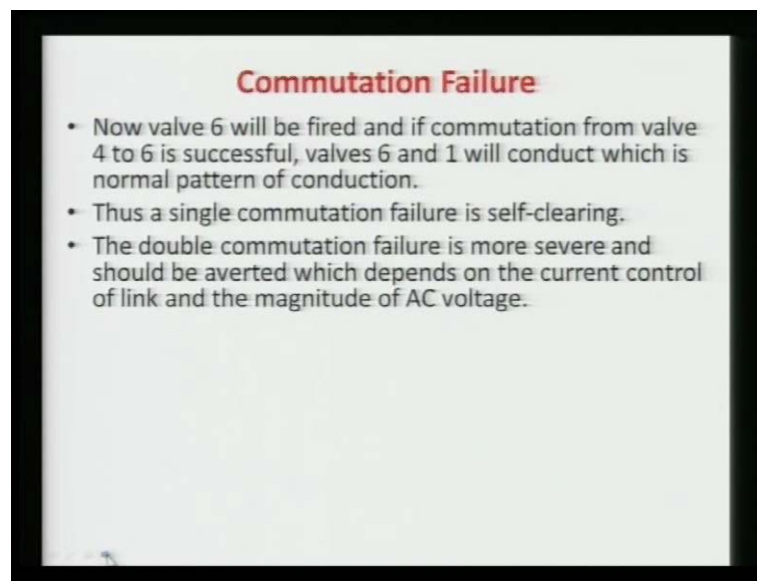 Commutation Failure
• Now valve 6 will be fired and if commutation from valve
4 to 6 is successful, valves 6 and 1 will conduct which is
normal pattern of conduction.
• Thus a single commutation failure is self-clearing.
• The double commutation failure is more severe and
should be averted which depends on the current control
of link and the magnitude of AC voltage.